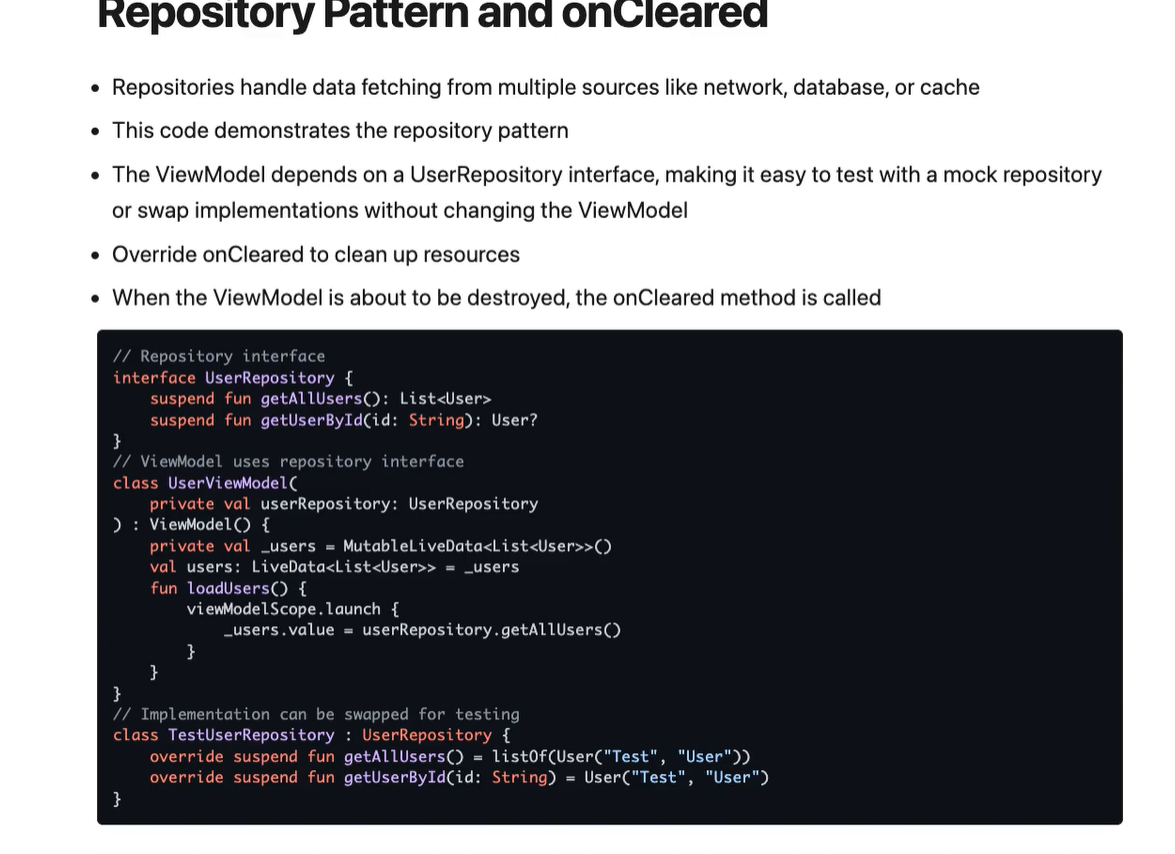 Repository Pattern and onCleared
• Repositories handle data fetching from multiple sources like network, database, or cache
• This code demonstrates the repository pattern
• The ViewModel depends on a UserRepository interface, making it easy to test with a mock repository
or swap implementations without changing the ViewModel
• Override onCleared to clean up resources
• When the ViewModel is about to be destroyed, the onCleared method is called
// Repository interface
interface UserRepository {
    suspend fun getAllUsers(): List<User>
    suspend fun getUserById(id: String): User?
}
// ViewModel uses repository interface
class UserViewModel(
    private val userRepository: UserRepository
) : ViewModel() {
    private val _users = MutableLiveData<List<User>>()
    val users: LiveData<List<User>> = _users
    fun loadUsers() {
        viewModelScope.launch {
            _users.value = userRepository.getAllUsers()
        }
    }
}
// Implementation can be swapped for testing
class TestUserRepository : UserRepository {
    override suspend fun getAllUsers() = listOf(User("Test", "User"))
    override suspend fun getUserById(id: String) = User("Test", "User")
}